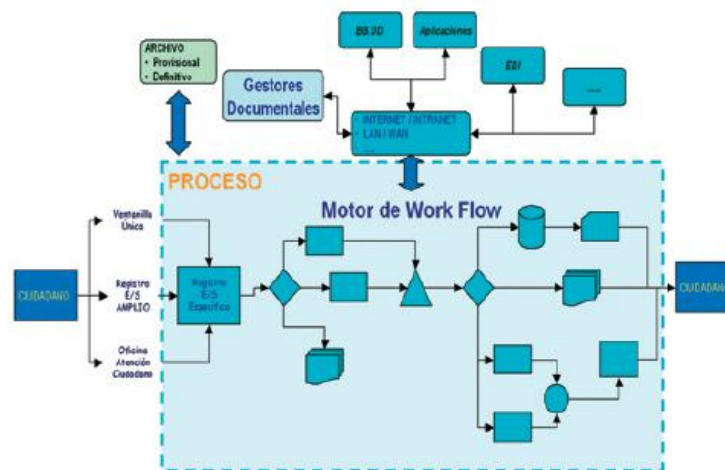 BB.DD
Aplicaciones
EDI
......
ARCHIVO
• Provisional
• Definitivo
Gestores
Documentales
• INTERNET / INTRANET
• LAN / WAN
• ....
PROCESO
Motor de Work Flow
Ventanilla
Única
CIUDADANO
Registro
E/S
AMPLIO
Registro
E/S
Específico
CIUDADANO
Oficina
Atención
Ciudadano